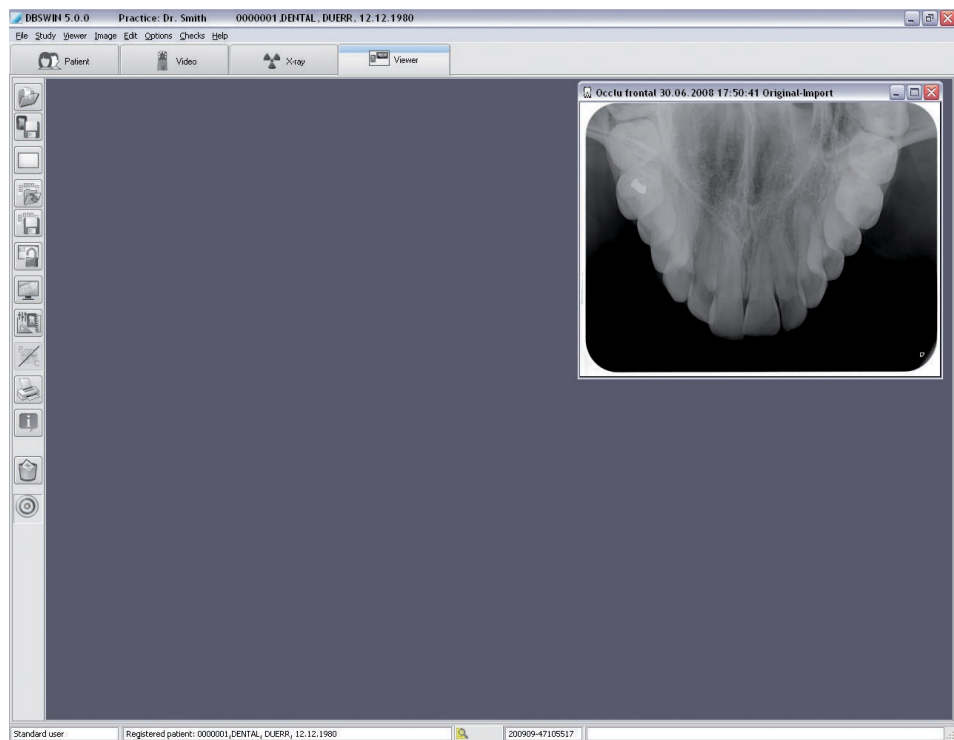 DBSWIN 5.0.0 Practice: Dr. Smith 0000001 ,DENTAL, DUERR, 12.12.1980
File Study Viewer Image Edit Options Checks Help
Patient Video X-ray Viewer
Occlu frontal 30.06.2008 17:50:41 Original-Import
Standard user Registered patient: 0000001,DENTAL, DUERR, 12.12.1980 200909-47105517